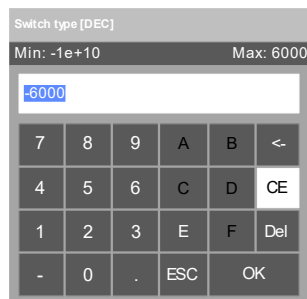 Switch type [DEC]
Min: -1e+10 Max: 6000
-6000
7 8 9 A B <-
4 5 6 C D CE
1 2 3 E F Del
- 0 . ESC OK